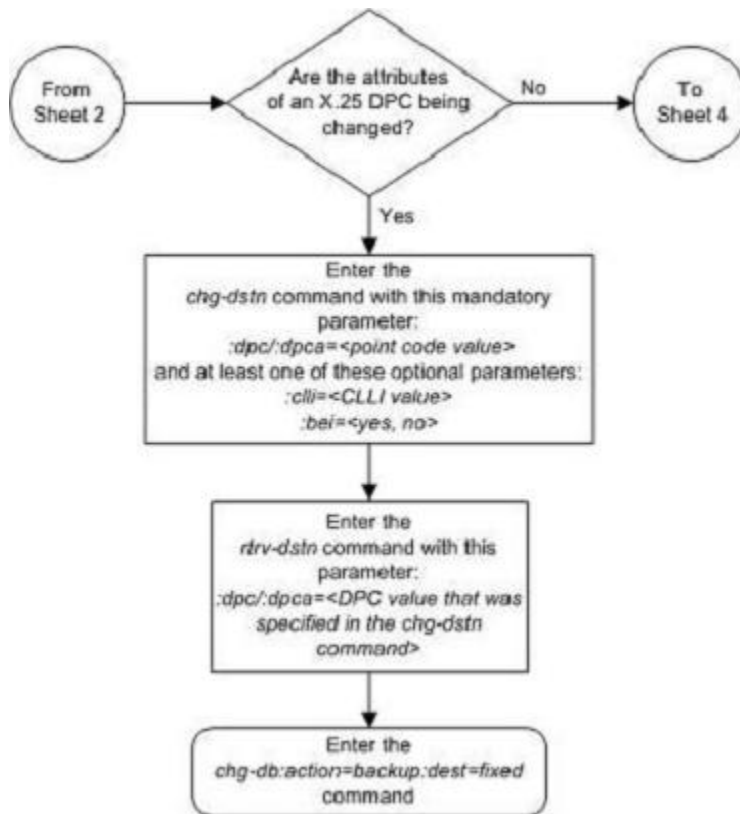 From
Sheet 2
Are the attributes
of an X.25 DPC being
changed?
No
To
Sheet 4
Yes
Enter the
chg-dstn command with this mandatory
parameter:
:dpc/:dpca=<point code value>
and at least one of these optional parameters:
:clli=<CLLI value>
:bei=<yes, no>
Enter the
rtrv-dstn command with this
parameter:
:dpc/:dpca=<DPC value that was
specified in the chg-dstn
command>
Enter the
chg-db:action=backup:dest=fixed
command